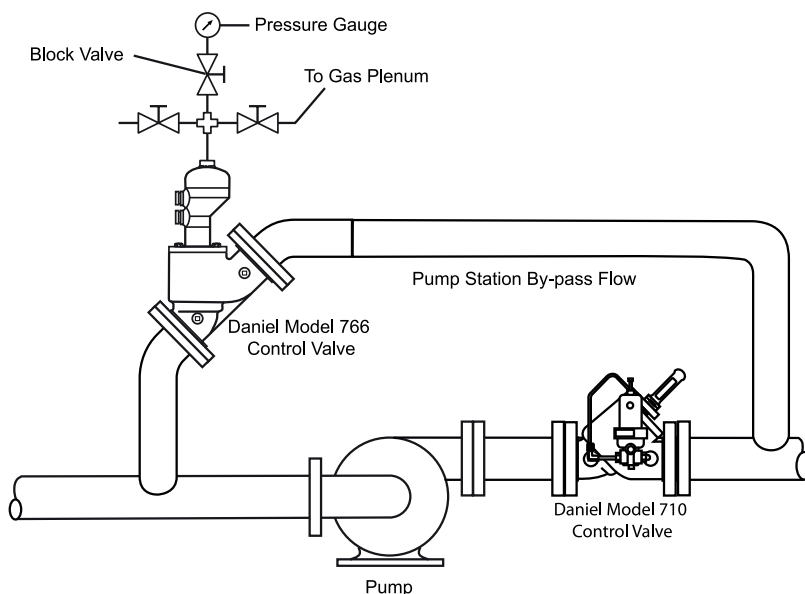 Pressure Gauge
Block Valve
To Gas Plenum
Pump Station By-pass Flow
Daniel Model 766
Control Valve
Daniel Model 710
Control Valve
Pump